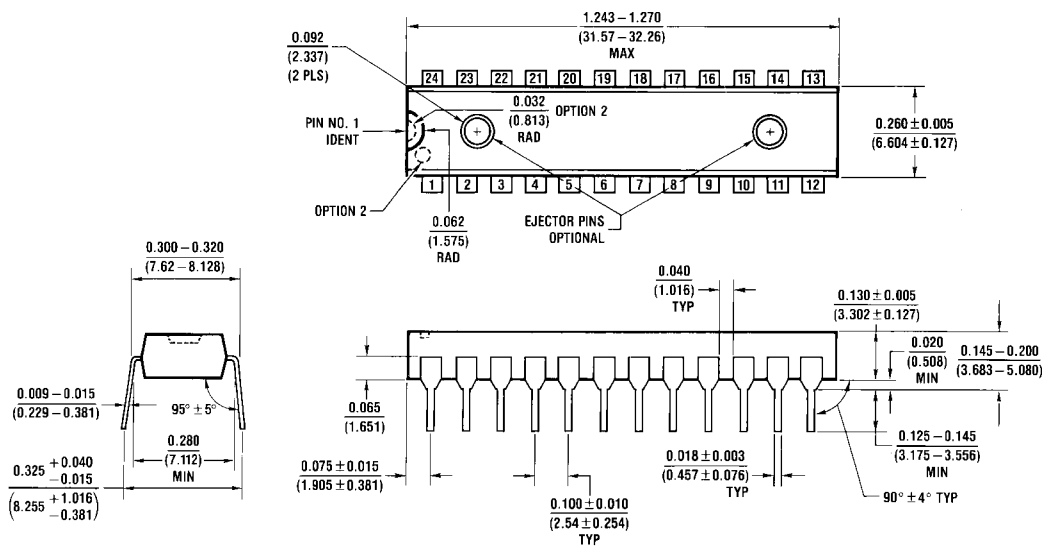 1.243 – 1.270
(31.57 – 32.26)
MAX
0.092
(2.337)
(2 PLS)
24 23 22 21 20 19 18 17 16 15 14 13
0.032
(0.813)
RAD
OPTION 2
PIN NO. 1
IDENT
0.260 ± 0.005
(6.604 ± 0.127)
1 2 3 4 5 6 7 8 9 10 11 12
OPTION 2
0.062
(1.575)
RAD
EJECTOR PINS
OPTIONAL
0.300 – 0.320
(7.62 – 8.128)
0.040
(1.016)
TYP
0.130 ± 0.005
(3.302 ± 0.127)
0.020
(0.508)
MIN
0.145 – 0.200
(3.683 – 5.080)
0.009 – 0.015
(0.229 – 0.381)
95° ± 5°
0.065
(1.651)
0.280
(7.112)
MIN
0.325 +0.040
–0.015
(8.255 +1.016
–0.381)
0.075 ± 0.015
(1.905 ± 0.381)
0.100 ± 0.010
(2.54 ± 0.254)
TYP
0.018 ± 0.003
(0.457 ± 0.076)
TYP
0.125 – 0.145
(3.175 – 3.556)
MIN
90° ± 4° TYP